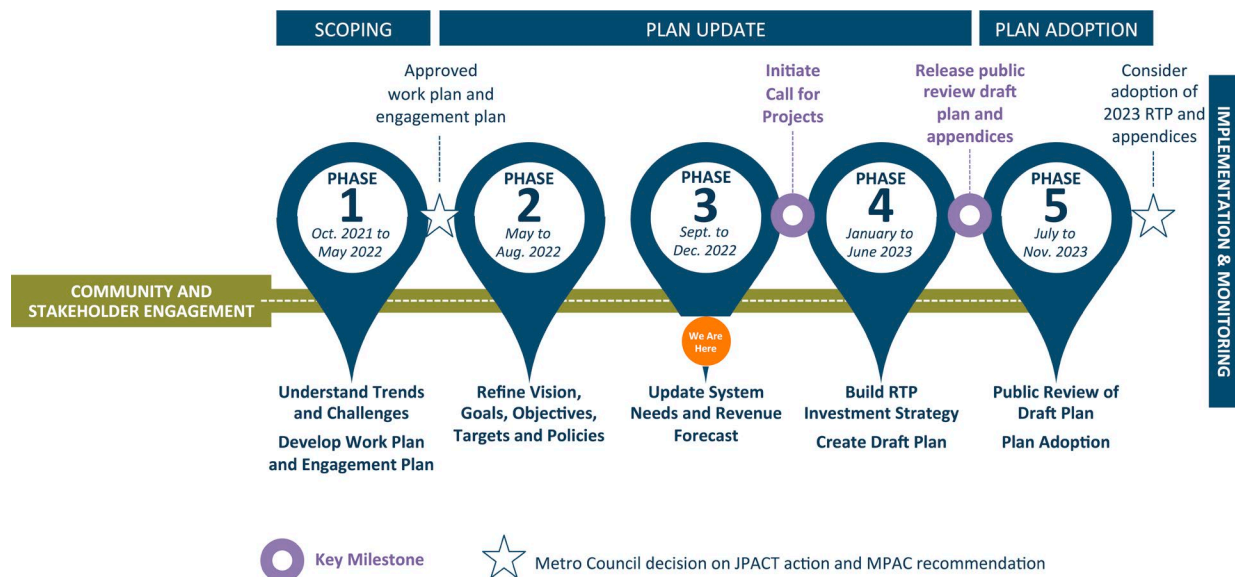 SCOPING
PLAN UPDATE
PLAN ADOPTION
Approved
work plan and
engagement plan
Initiate
Call for
Projects
Release public
review draft
plan and
appendices
Consider
adoption of
2023 RTP and
appendices
IMPLEMENTATION & MONITORING
PHASE
1
Oct. 2021 to
May 2022
PHASE
2
May to
Aug. 2022
PHASE
3
Sept. to
Dec. 2022
PHASE
4
January to
June 2023
PHASE
5
July to
Nov. 2023
COMMUNITY AND
STAKEHOLDER ENGAGEMENT
We Are
Here
Understand Trends
and Challenges
Develop Work Plan
and Engagement Plan
Refine Vision,
Goals, Objectives,
Targets and Policies
Update System
Needs and Revenue
Forecast
Build RTP
Investment Strategy
Create Draft Plan
Public Review of
Draft Plan
Plan Adoption
Key Milestone
Metro Council decision on JPACT action and MPAC recommendation